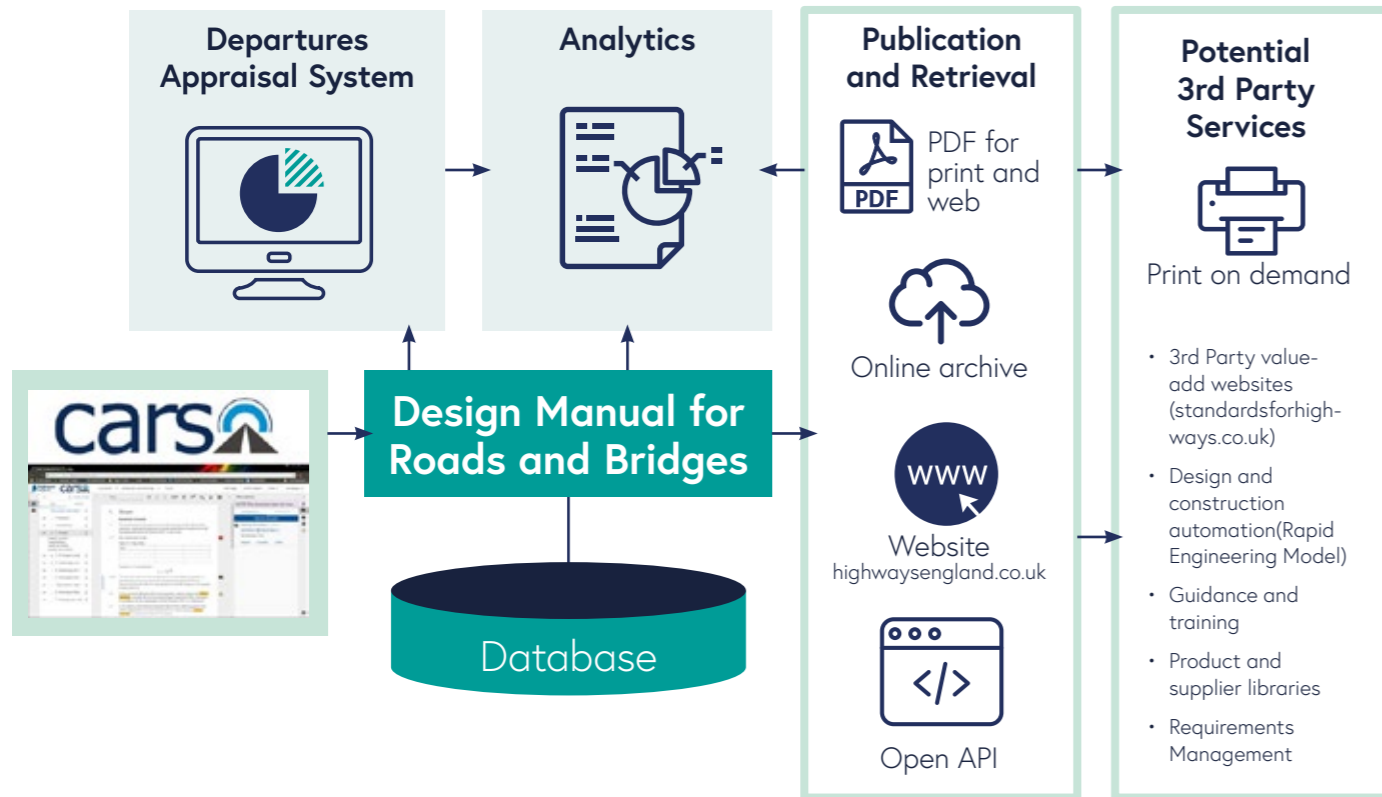 Departures
Appraisal System
Analytics
Publication
and Retrieval
PDF
PDF for
print and
web
Online archive
www
Website
highwaysengland.co.uk
Open API
Potential
3rd Party
Services
Print on demand
• 3rd Party value-
add websites
(standardsforhigh-
ways.co.uk)
• Design and
construction
automation(Rapid
Engineering Model)
• Guidance and
training
• Product and
supplier libraries
• Requirements
Management
cars
Design Manual for
Roads and Bridges
Database